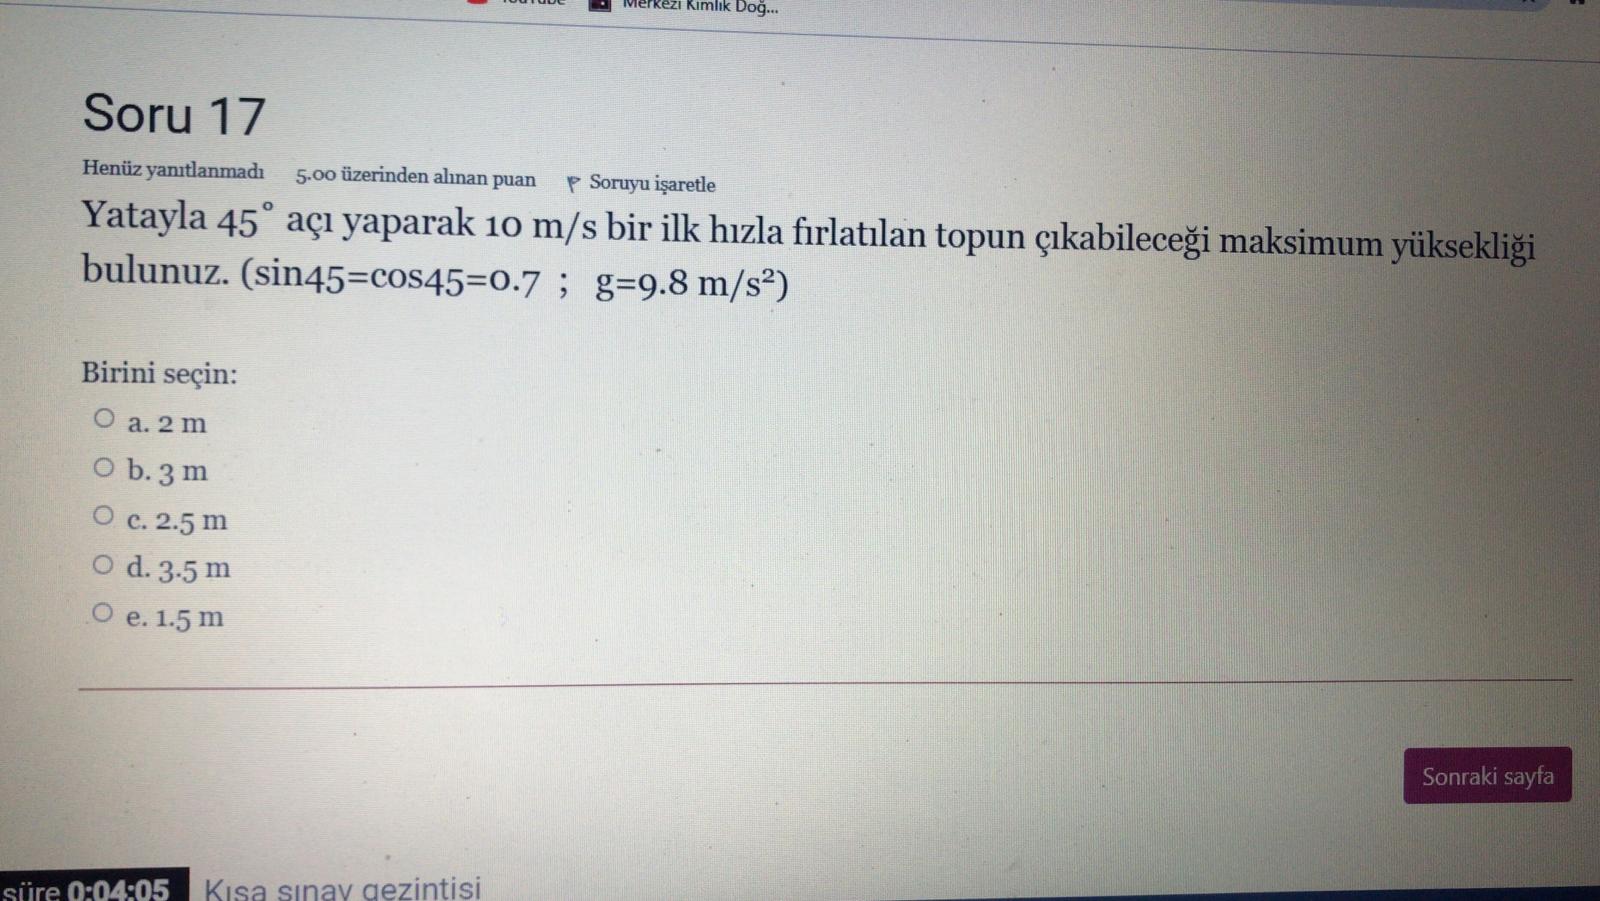 YouTube Merkezi Kimlik Doğ...
Soru 17
Henüz yanıtlanmadı 5.00 üzerinden alınan puan Soruyu işaretle
Yatayla 45° açı yaparak 10 m/s bir ilk hızla fırlatılan topun çıkabileceği maksimum yüksekliği
bulunuz. (sin45=cos45=0.7 ; g=9.8 m/s²)
Birini seçin:
a. 2 m
b. 3 m
c. 2.5 m
d. 3.5 m
e. 1.5 m
Sonraki sayfa
süre 0:04:05 Kısa sınav gezintisi